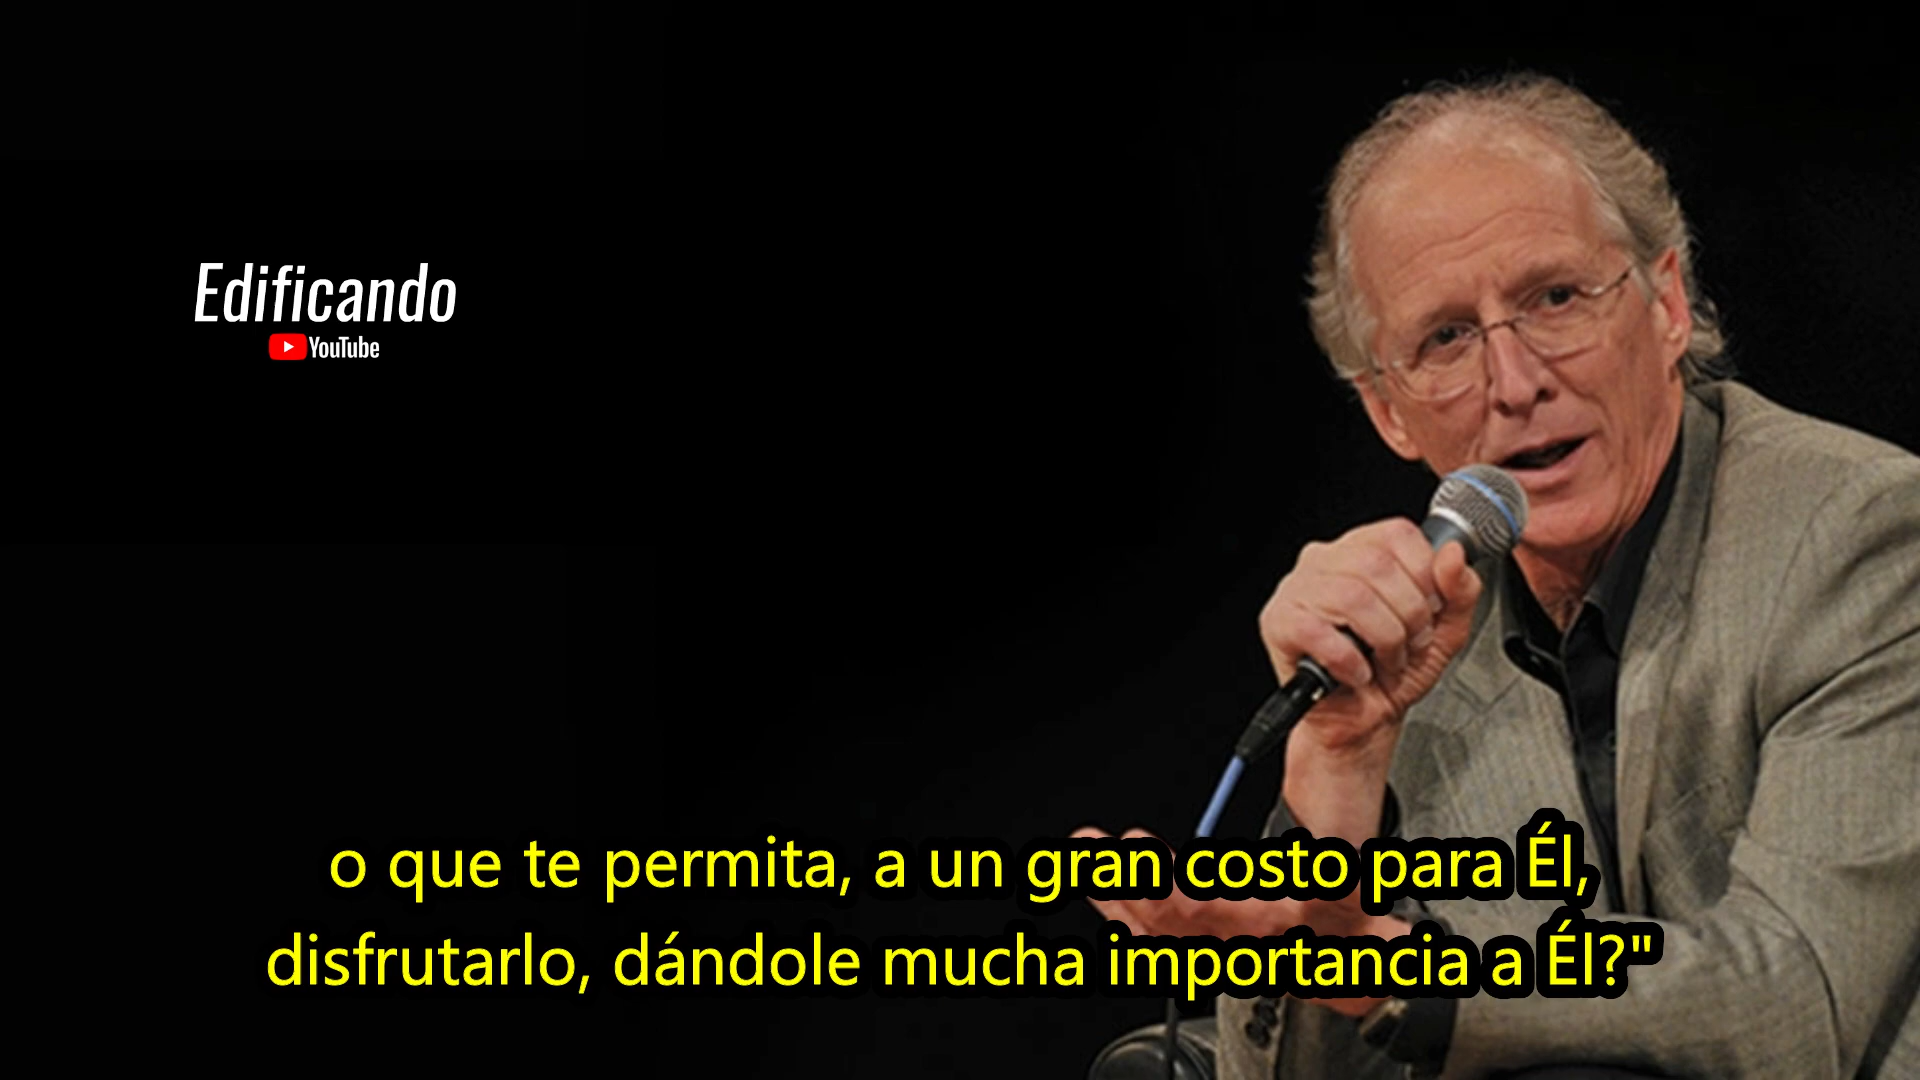 Edificando
YouTube
o que te permita, a un gran costo para Él,
disfrutarlo, dándole mucha importancia a Él?"